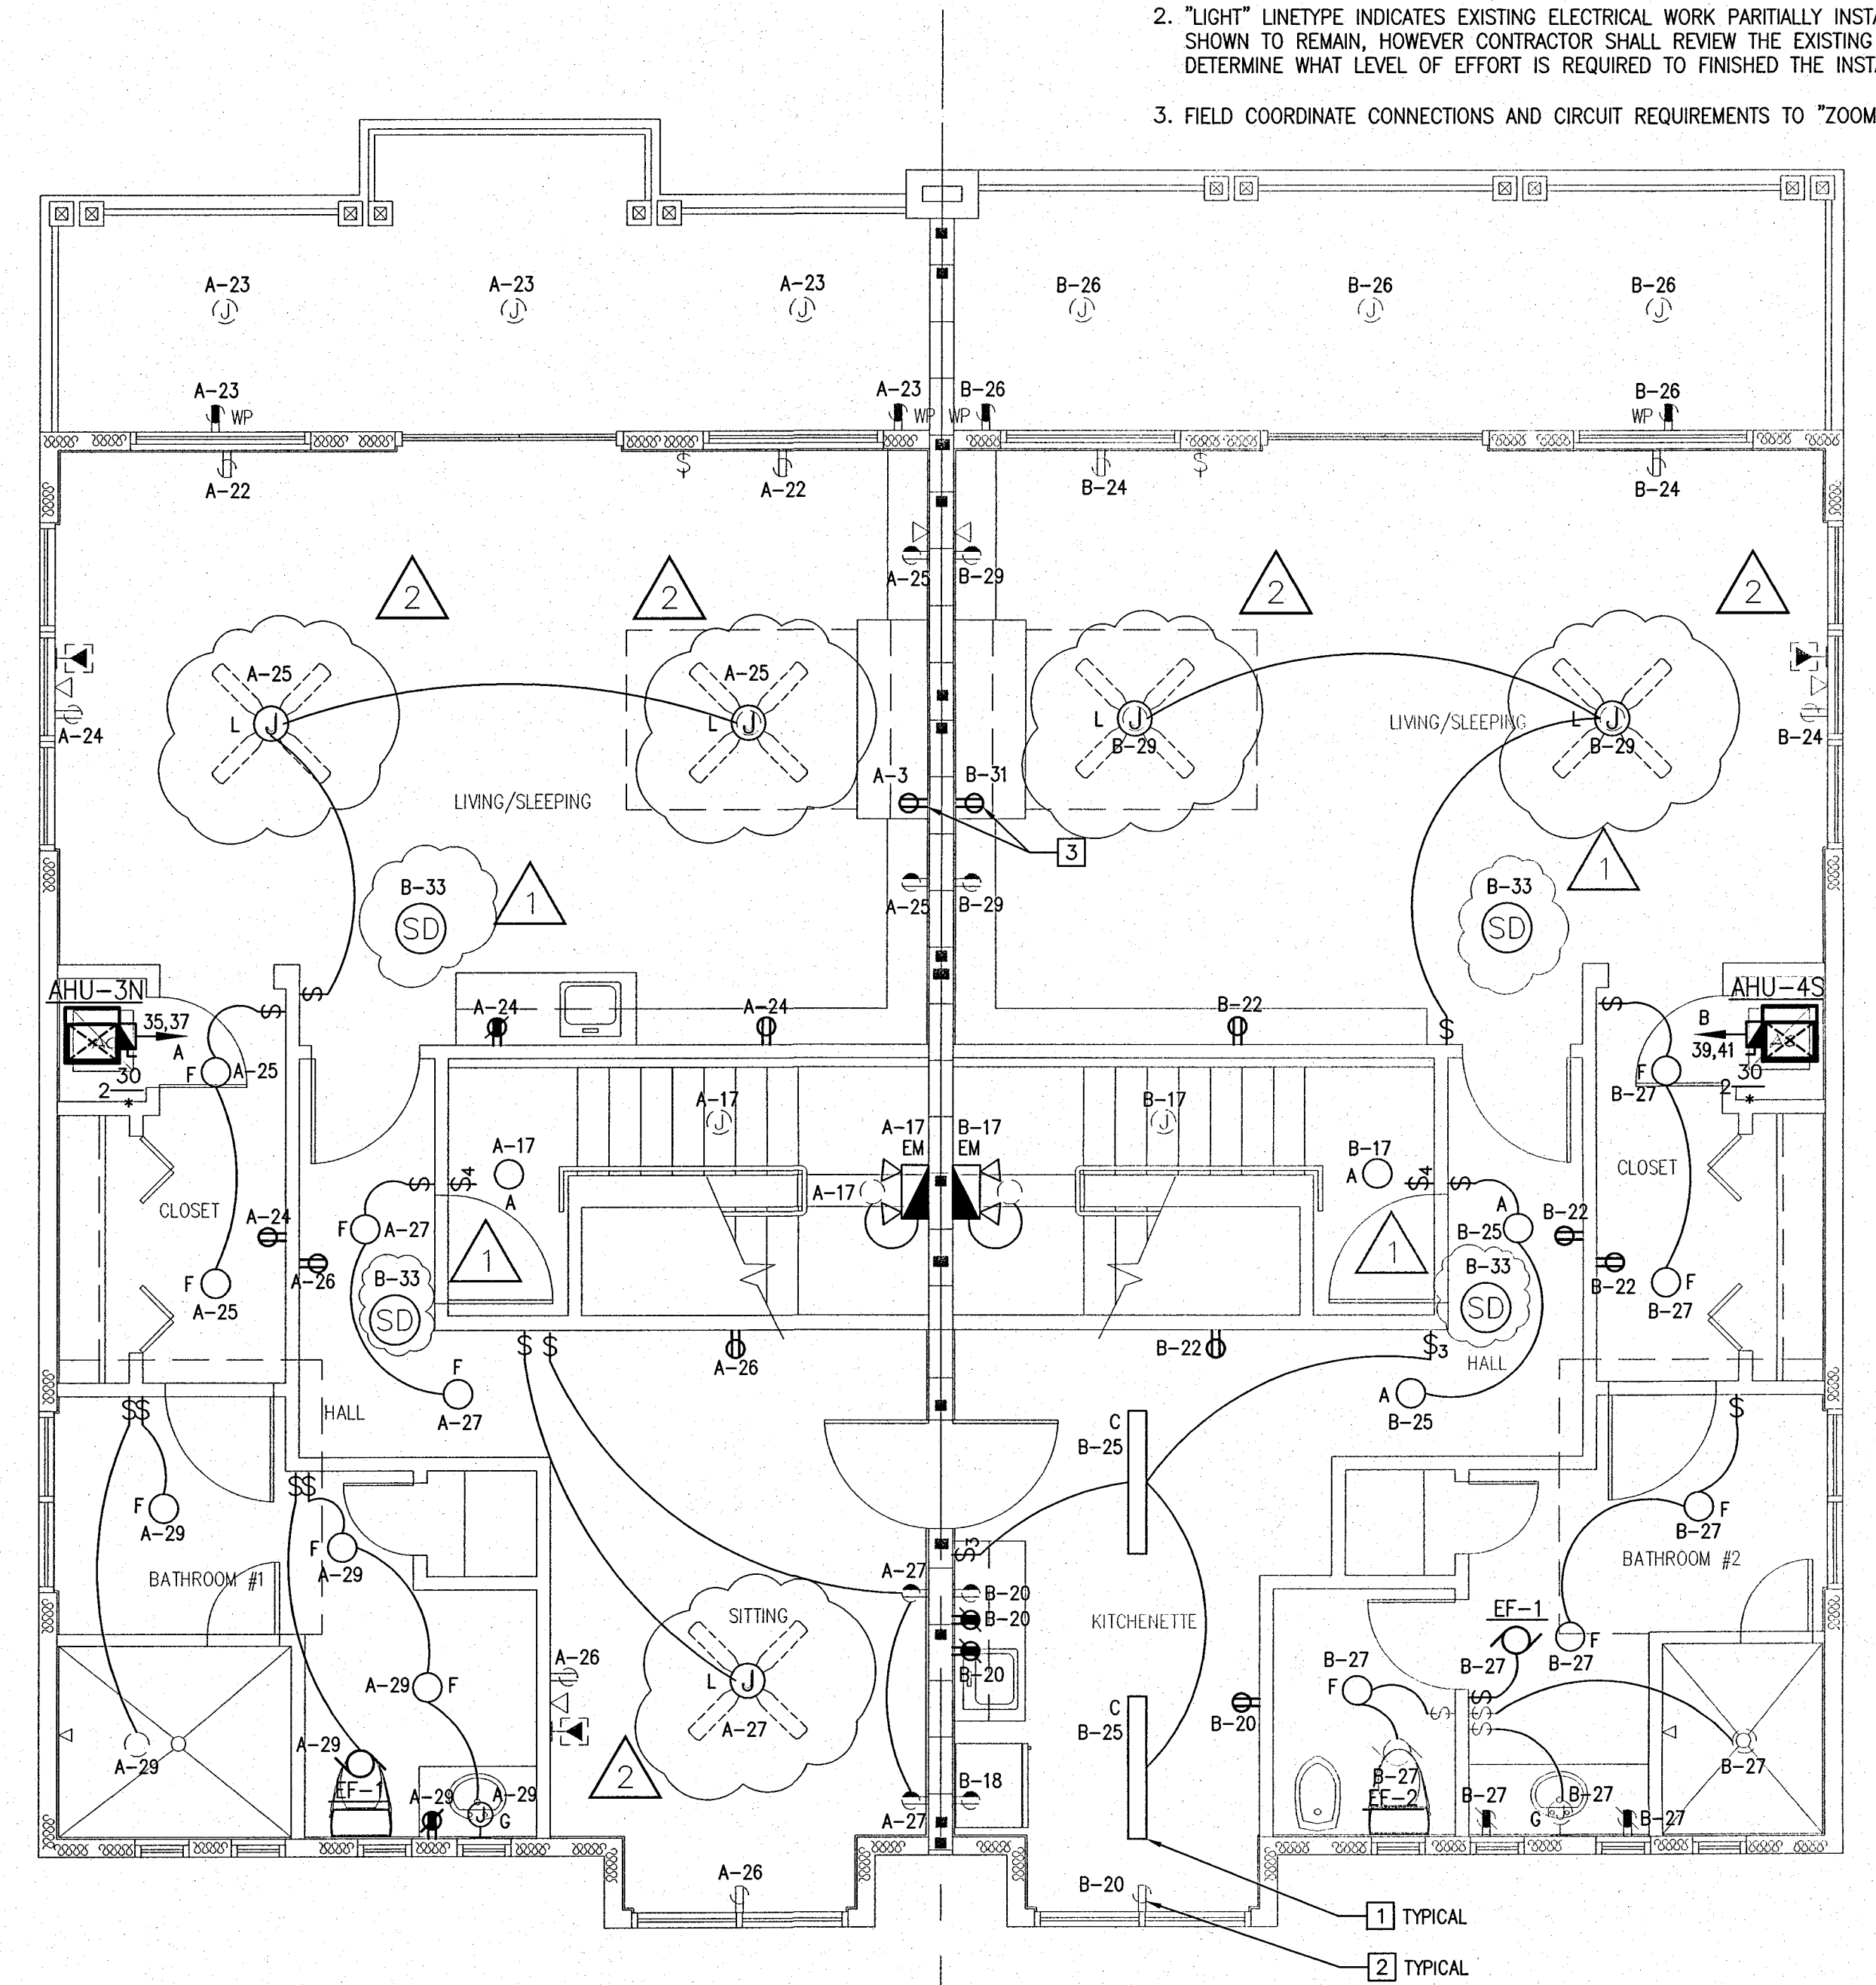 2. "LIGHT" LINETYPE INDICATES EXISTING ELECTRICAL WORK PARITIALLY
SHOWN TO REMAIN, HOWEVER CONTRACTOR SHALL REVIEW THE EXISTING
DETERMINE WHAT LEVEL OF EFFORT IS REQUIRED TO FINISHED THE
3. FIELD COORDINATE CONNECTIONS AND CIRCUIT REQUIREMENTS TO "ZOOM
A-23 A-23 A-23 B-26 B-26 B-26
J J J J J J
A-23 A-23 B-26 B-26
WP WP WP WP
A-22 A-22 B-24 B-24
A-25 B-29
2 2 2 2
A-25 A-25
L J L J L J L J
LIVING/SLEEPING
B-29 B-29
A-24 B-24
A-3 B-31
LIVING/SLEEPING
3
1 1
B-33 B-33
SD SD
A-25 B-29
AHU-3N AHU-4S
A-24 A-24 B-22
35,37 B
A 39,41
F A-25 F B-27
30 30
2 2
* *
A-17 B-17
J J
A-17 B-17
EM EM
A-17 B-17
A A
4 4
CLOSET CLOSET
A-17
A-24 F A-27 A B-25 B-22
1 1
A-26 B-33 B-33 B-22
SD SD
F F
A-25 B-27
A-26 B-22
3
HALL
F A
A-27 B-25
HALL
C
B-25
F F
A-29 B-27
F
A-29
3
BATHROOM #1 BATHROOM #2
A-27 B-20
SITTING B-20
KITCHENETTE
EF-1
B-20
A-26 B-27 B-27 B-27
F F
A-29 F
L J
A-27
C
B-25
B-20
A-29 A-29 B-27 B-27
EF-1 EF-2
2
B-18
A-29 A-29 B-27 B-27 B-27
J G G J
A-27
A-26 B-20
1 TYPICAL
2 TYPICAL